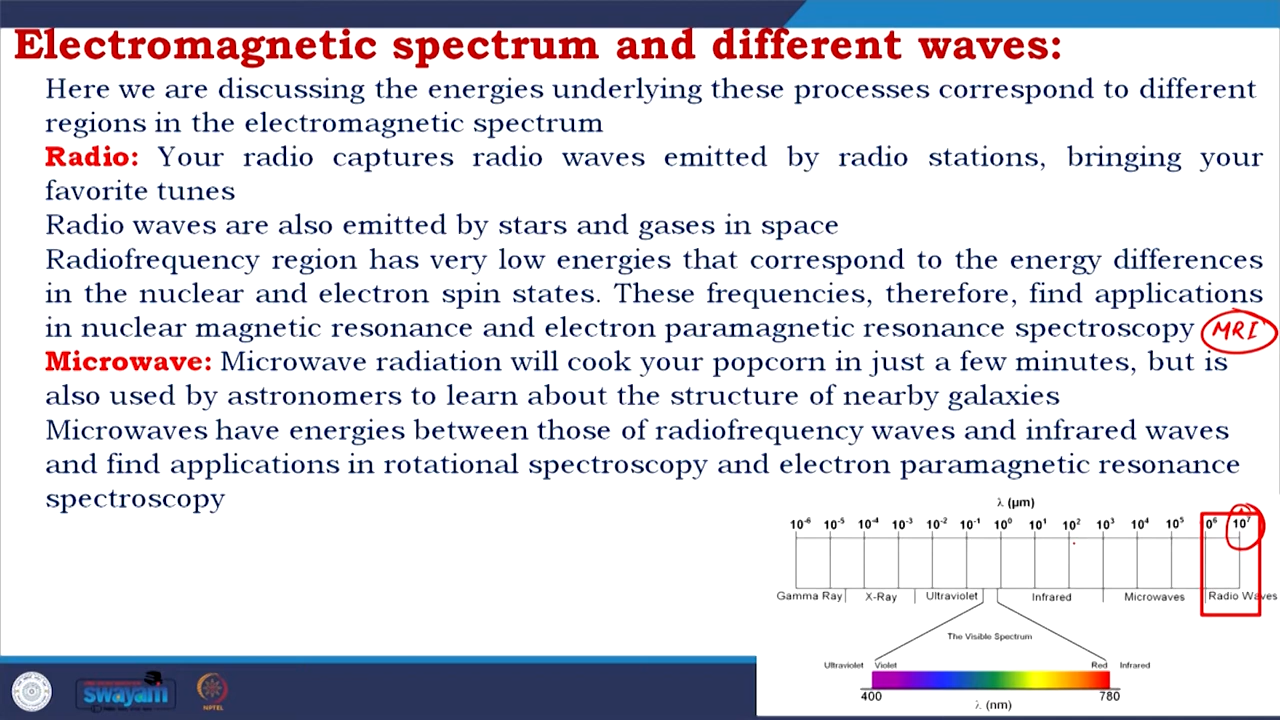 Electromagnetic spectrum and different waves:
Here we are discussing the energies underlying these processes correspond to different
regions in the electromagnetic spectrum
Radio: Your radio captures radio waves emitted by radio stations, bringing your
favorite tunes
Radio waves are also emitted by stars and gases in space
Radiofrequency region has very low energies that correspond to the energy differences
in the nuclear and electron spin states. These frequencies, therefore, find applications
in nuclear magnetic resonance and electron paramagnetic resonance spectroscopy MRI
Microwave: Microwave radiation will cook your popcorn in just a few minutes, but is
also used by astronomers to learn about the structure of nearby galaxies
Microwaves have energies between those of radiofrequency waves and infrared waves
and find applications in rotational spectroscopy and electron paramagnetic resonance
spectroscopy
λ (µm)
10⁻⁶ 10⁻⁵ 10⁻⁴ 10⁻³ 10⁻² 10⁻¹ 10⁰ 10¹ 10² 10³ 10⁴ 10⁵ 0⁶ 10⁷
Gamma Ray X-Ray Ultraviolet Infrared Microwaves Radio Waves
The Visible Spectrum
Ultraviolet Violet Red Infrared
400 780
λ (nm)
swayam
NPTEL